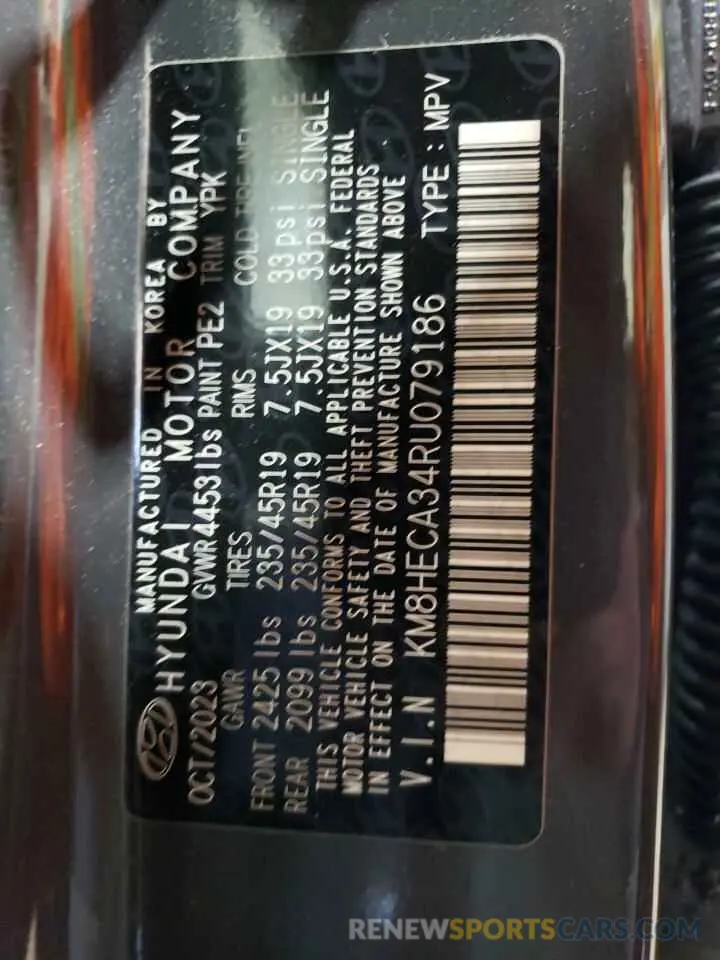 MANUFACTURED IN KOREA BY
HYUNDAI MOTOR COMPANY
OCT/2023 GVWR4453lbs PAINT PE2 TRIM YPK
GAWR TIRES RIMS COLD
FRONT 2425 lbs 235/45R19 7.5JX19 33psi SINGLE
REAR 2099 lbs 235/45R19 7.5JX19 33psi SINGLE
THIS VEHICLE CONFORMS TO ALL APPLICABLE U.S.A. FEDERAL
MOTOR VEHICLE SAFETY AND THEFT PREVENTION STANDARDS
IN EFFECT ON THE DATE OF MANUFACTURE SHOWN ABOVE
V.I.N KM8HECA34RU079186 TYPE : MPV
RENEWSPORTSCARS.COM